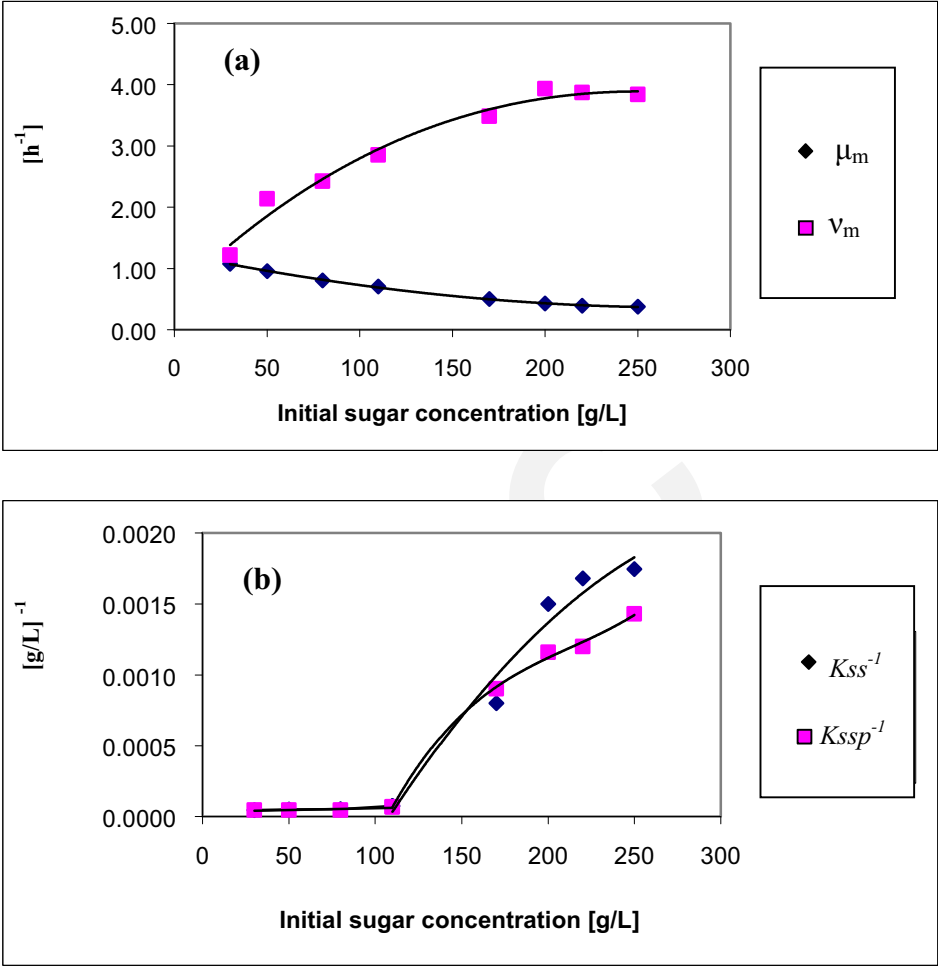 (a)
5.00
4.00
3.00
2.00
1.00
0.00
[h⁻¹]
0 50 100 150 200 250 300
Initial sugar concentration [g/L]
μm
νm
(b)
0.0020
0.0015
0.0010
0.0005
0.0000
[g/L] ⁻¹
0 50 100 150 200 250 300
Initial sugar concentration [g/L]
Kss⁻¹
Kssp⁻¹